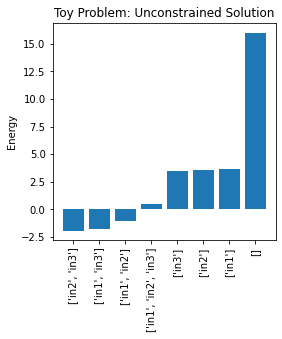 Toy Problem: Unconstrained Solution
15.0
12.5
10.0
7.5
5.0
2.5
0.0
−2.5
Energy
['in2', 'in3']
['in1', 'in3']
['in1', 'in2']
['in1', 'in2', 'in3']
['in3']
['in2']
['in1']
[]